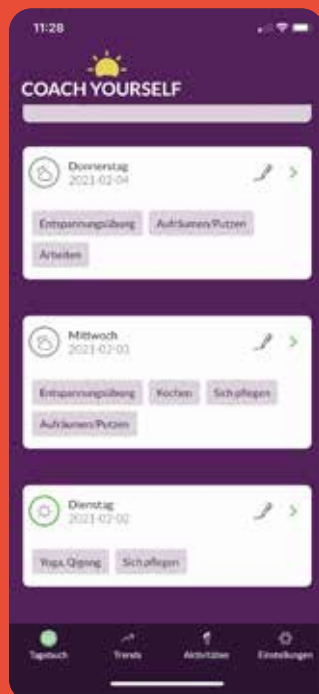 11:28
COACH YOURSELF
Donnerstag
2021-02-04
Entspannungsübung Aufräumen/Putzen
Arbeiten
Mittwoch
2021-02-03
Entspannungsübung Kochen Sich pflegen
Aufräumen/Putzen
Dienstag
2021-02-02
Yoga, Qigong Sich pflegen
Tagebuch Trends Aktivitäten Einstellungen